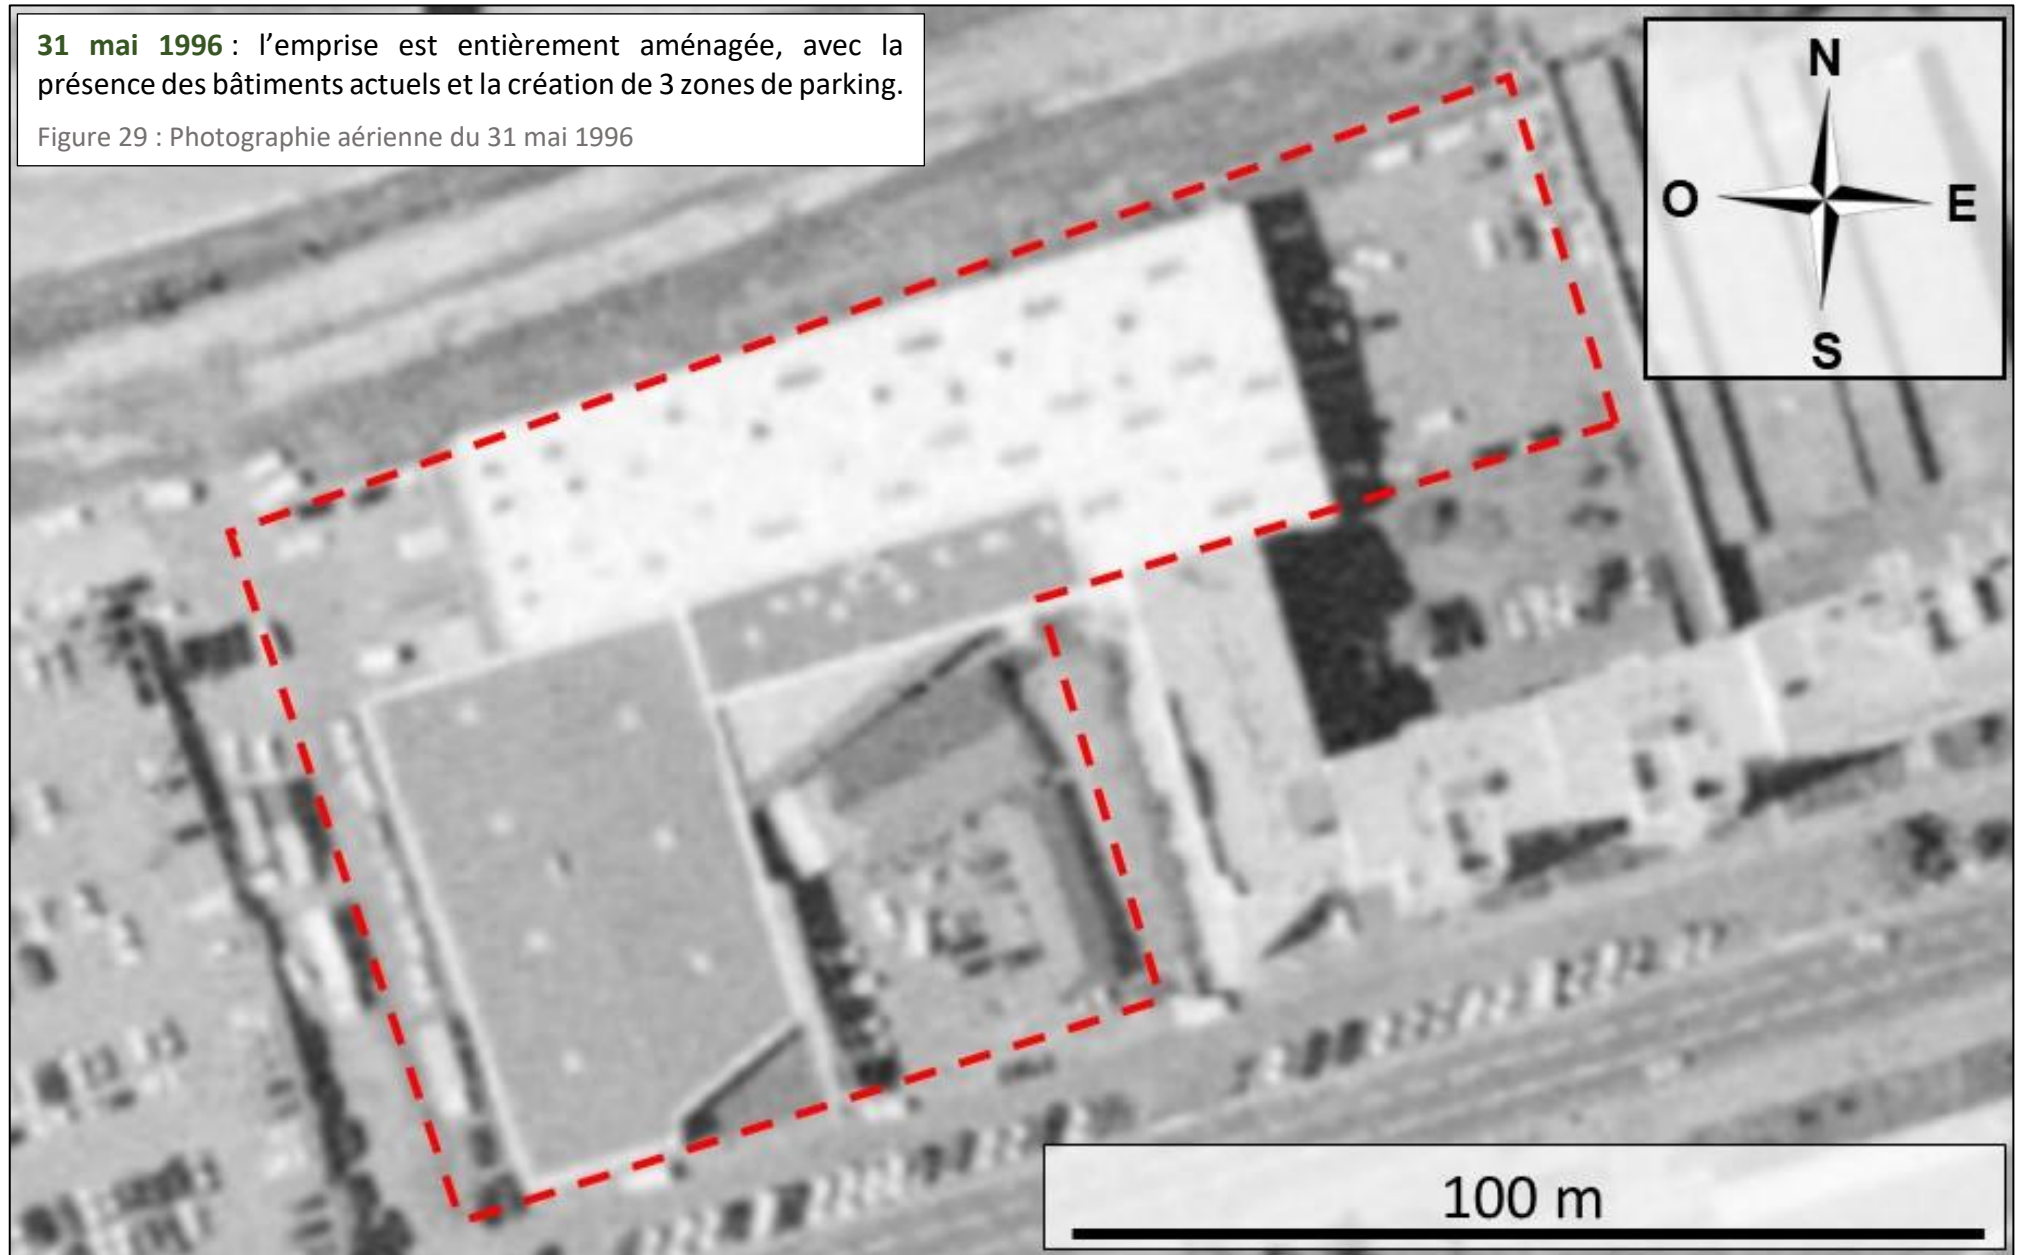 31 mai 1996 : l’emprise est entièrement aménagée, avec la
présence des bâtiments actuels et la création de 3 zones de parking.
Figure 29 : Photographie aérienne du 31 mai 1996
N
O E
S
100 m